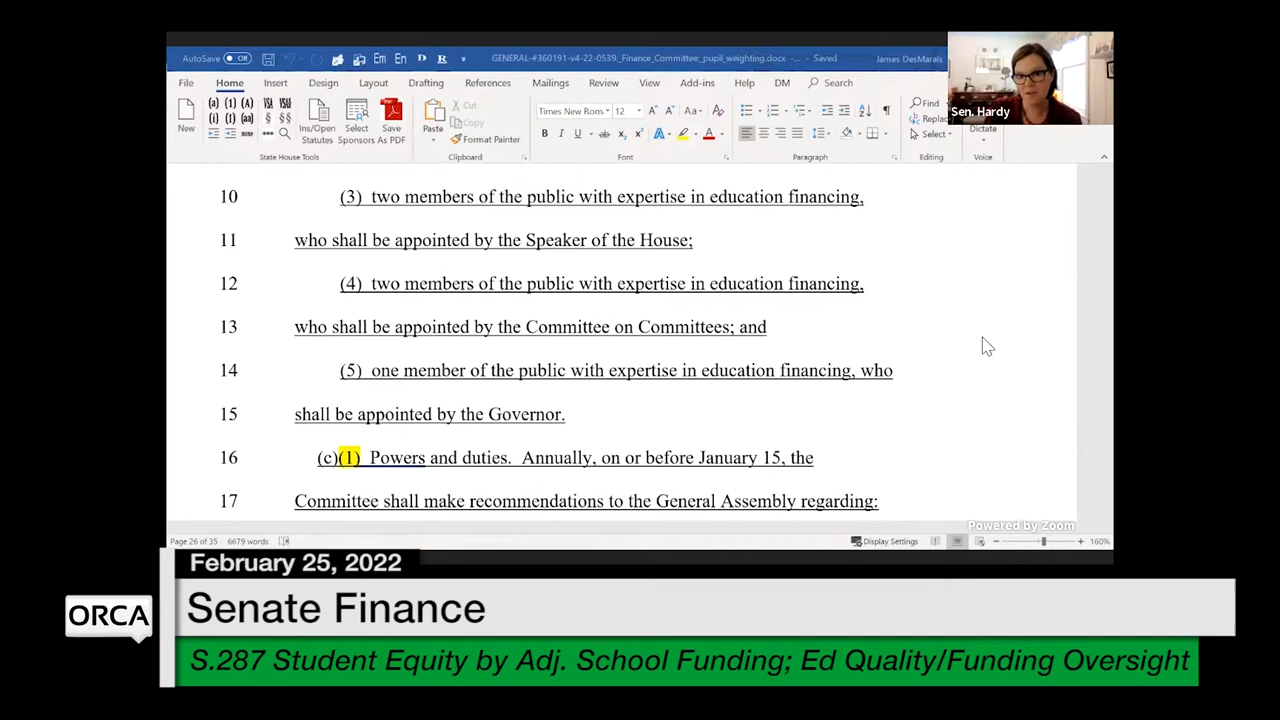 AutoSave Off
GENERAL-#360191-v4-22-0539:_Finance_Committee;_pupil_weighting.docx - Saved
James DesMarais
File Home Insert Design Layout Drafting References Mailings Review View Add-ins Help DM Search
Sen. Hardy
New
Ins/Open Statutes
Select Sponsors
Save As PDF
Paste
Cut
Copy
Format Painter
Times New Rom 12
Find
Replace
Select
Dictate
State House Tools Clipboard Font Paragraph Editing Voice
10 (3) two members of the public with expertise in education financing,
11 who shall be appointed by the Speaker of the House;
12 (4) two members of the public with expertise in education financing,
13 who shall be appointed by the Committee on Committees; and
14 (5) one member of the public with expertise in education financing, who
15 shall be appointed by the Governor.
16 (c)(1) Powers and duties. Annually, on or before January 15, the
17 Committee shall make recommendations to the General Assembly regarding:
Powered by Zoom
Page 26 of 35 6679 words Display Settings 160%
February 25, 2022
ORCA
Senate Finance
S.287 Student Equity by Adj. School Funding; Ed Quality/Funding Oversight